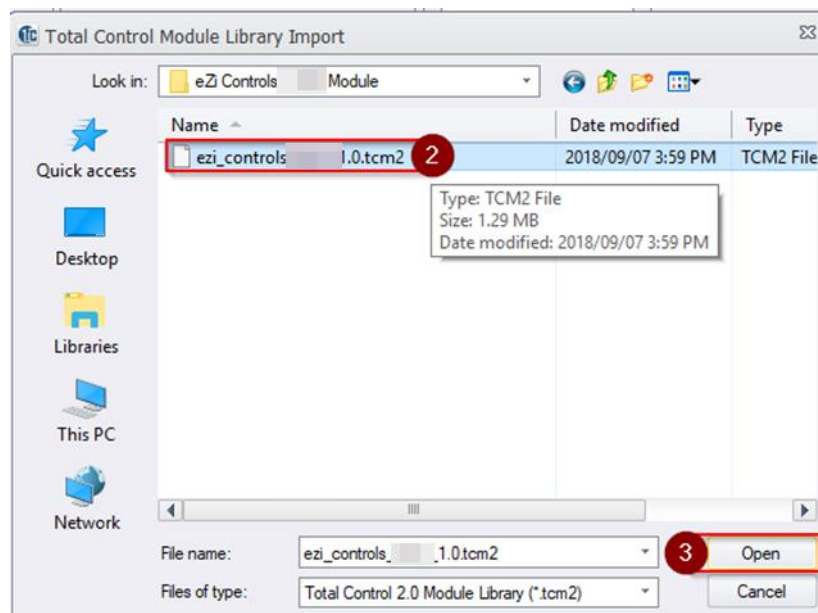 Total Control Module Library Import
Look in: eZi Controls Module
Name Date modified Type
ezi_controls 1.0.tcm2 2 2018/09/07 3:59 PM TCM2 File
Quick access
Type: TCM2 File
Size: 1.29 MB
Date modified: 2018/09/07 3:59 PM
Desktop
Libraries
This PC
Network
File name: ezi_controls_ _1.0.tcm2 3 Open
Files of type: Total Control 2.0 Module Library (*.tcm2) Cancel